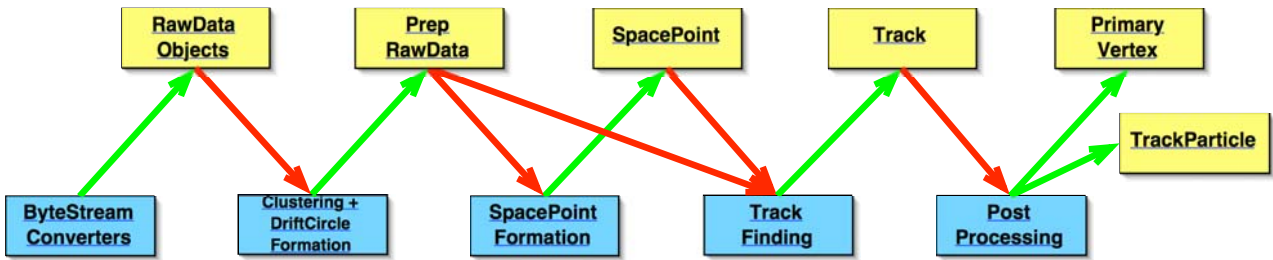 RawData
Objects
Prep
RawData
SpacePoint
Track
Primary
Vertex
TrackParticle
ByteStream
Converters
Clustering +
DriftCircle
Formation
SpacePoint
Formation
Track
Finding
Post
Processing